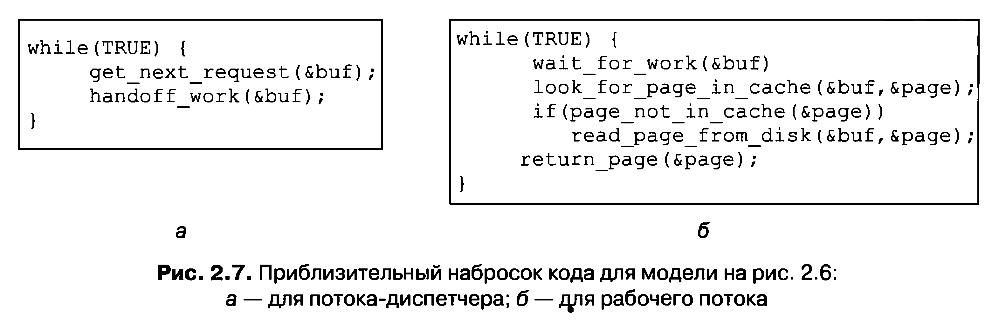 while(TRUE) {
get_next_request(&buf);
handoff_work(&buf);
}
while(TRUE) {
wait_for_work(&buf)
look_for_page_in_cache(&buf,&page);
if(page_not_in_cache(&page))
read_page_from_disk(&buf,&page);
return_page(&page);
}
а
б
Рис. 2.7. Приблизительный набросок кода для модели на рис. 2.6:
а — для потока-диспетчера; б — для рабочего потока